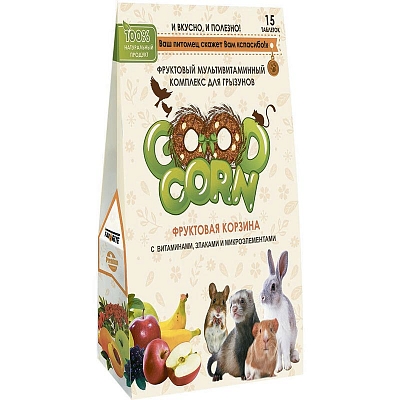 100%
НАТУРАЛЬНЫЙ
ПРОДУКТ
И ВКУСНО, И ПОЛЕЗНО!
15
ТАБЛЕТОК
Ваш питомец скажет Вам «спасибо»!
ФРУКТОВЫЙ МУЛЬТИВИТАМИННЫЙ
КОМПЛЕКС ДЛЯ ГРЫЗУНОВ
GOOD
CORN
ФРУКТОВАЯ КОРЗИНА
С ВИТАМИНАМИ, ЗЛАКАМИ И МИКРОЭЛЕМЕНТАМИ